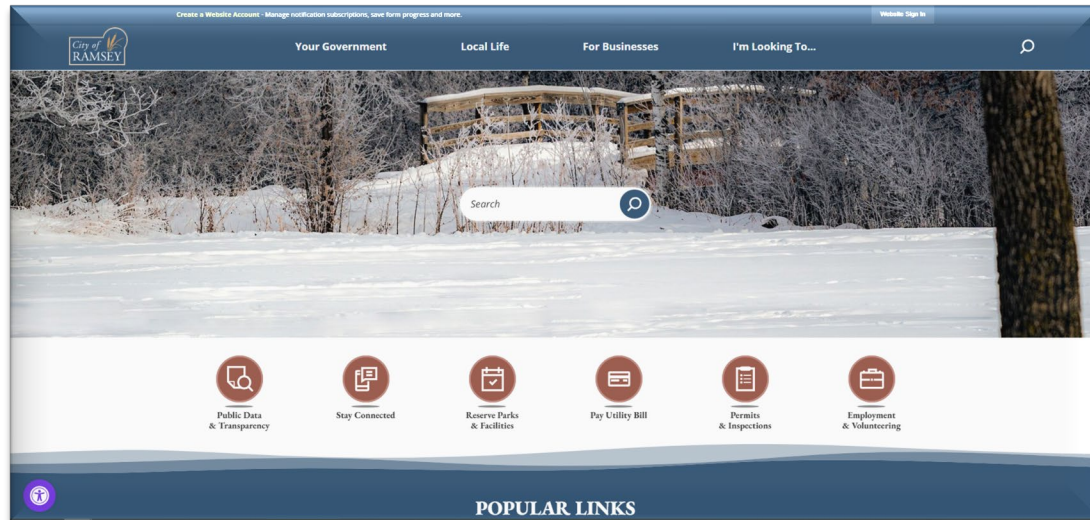 Create a Website Account - Manage notification subscriptions, save form progress and more.
Website Sign In
City of
RAMSEY
Your Government
Local Life
For Businesses
I'm Looking To...
Search
Public Data
& Transparency
Stay Connected
Reserve Parks
& Facilities
Pay Utility Bill
Permits
& Inspections
Employment
& Volunteering
POPULAR LINKS